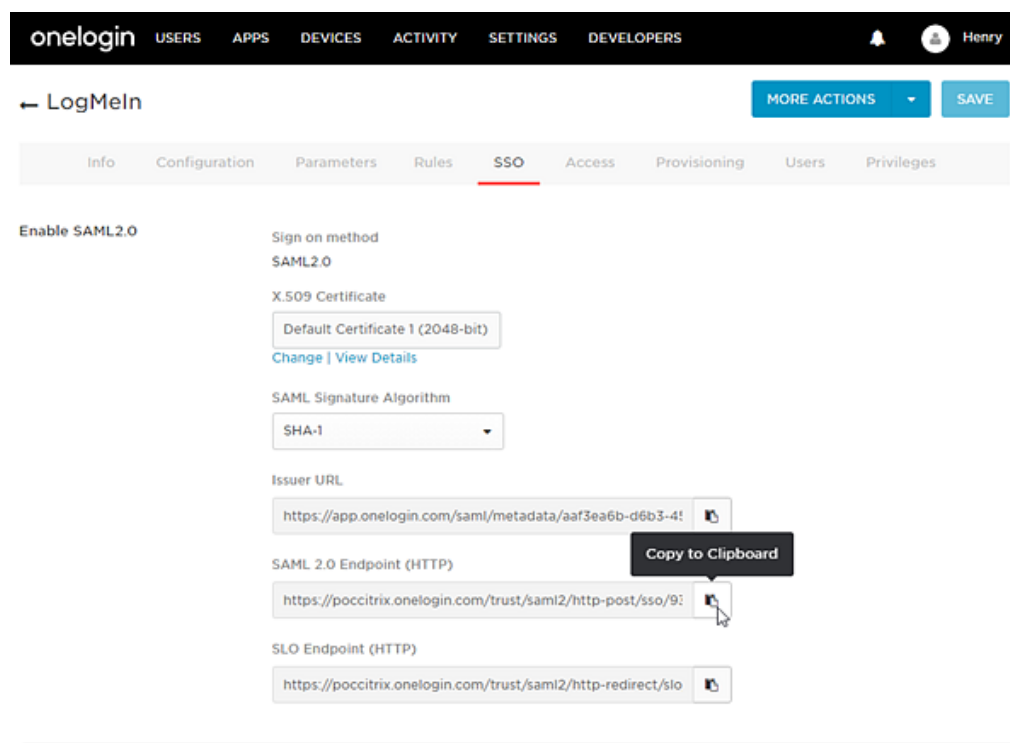 onelogin USERS APPS DEVICES ACTIVITY SETTINGS DEVELOPERS Henry
← LogMeIn MORE ACTIONS SAVE
Info Configuration Parameters Rules SSO Access Provisioning Users Privileges
Enable SAML2.0
Sign on method
SAML2.0
X.509 Certificate
Default Certificate 1 (2048-bit)
Change | View Details
SAML Signature Algorithm
SHA-1
Issuer URL
https://app.onelogin.com/saml/metadata/aaf3ea6b-d6b3-45
Copy to Clipboard
SAML 2.0 Endpoint (HTTP)
https://poccitrix.onelogin.com/trust/saml2/http-post/sso/93
SLO Endpoint (HTTP)
https://poccitrix.onelogin.com/trust/saml2/http-redirect/slo